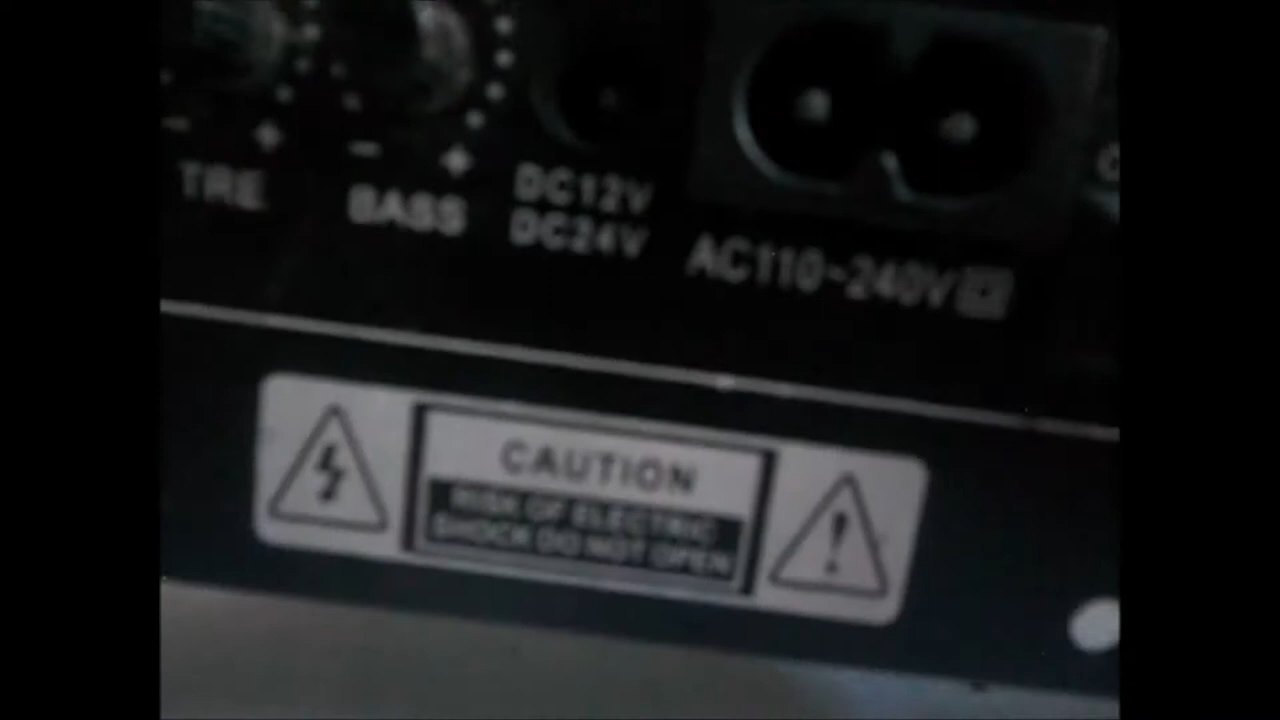 TRE
BASS
DC12V
DC24V
AC110~240V
CAUTION
RISK OF ELECTRIC
SHOCK DO NOT OPEN